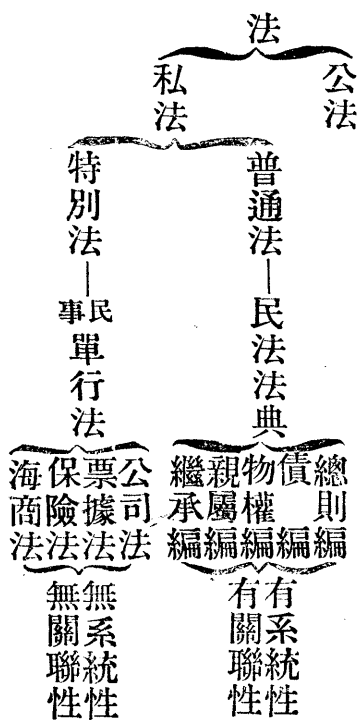 法
公法
私法
普通法—民法法典
總則編
債編
物權編
親屬編
繼承編
有系統性
有關聯性
特別法—民事單行法
公司法
票據法
保險法
海商法
無系統性
無關聯性